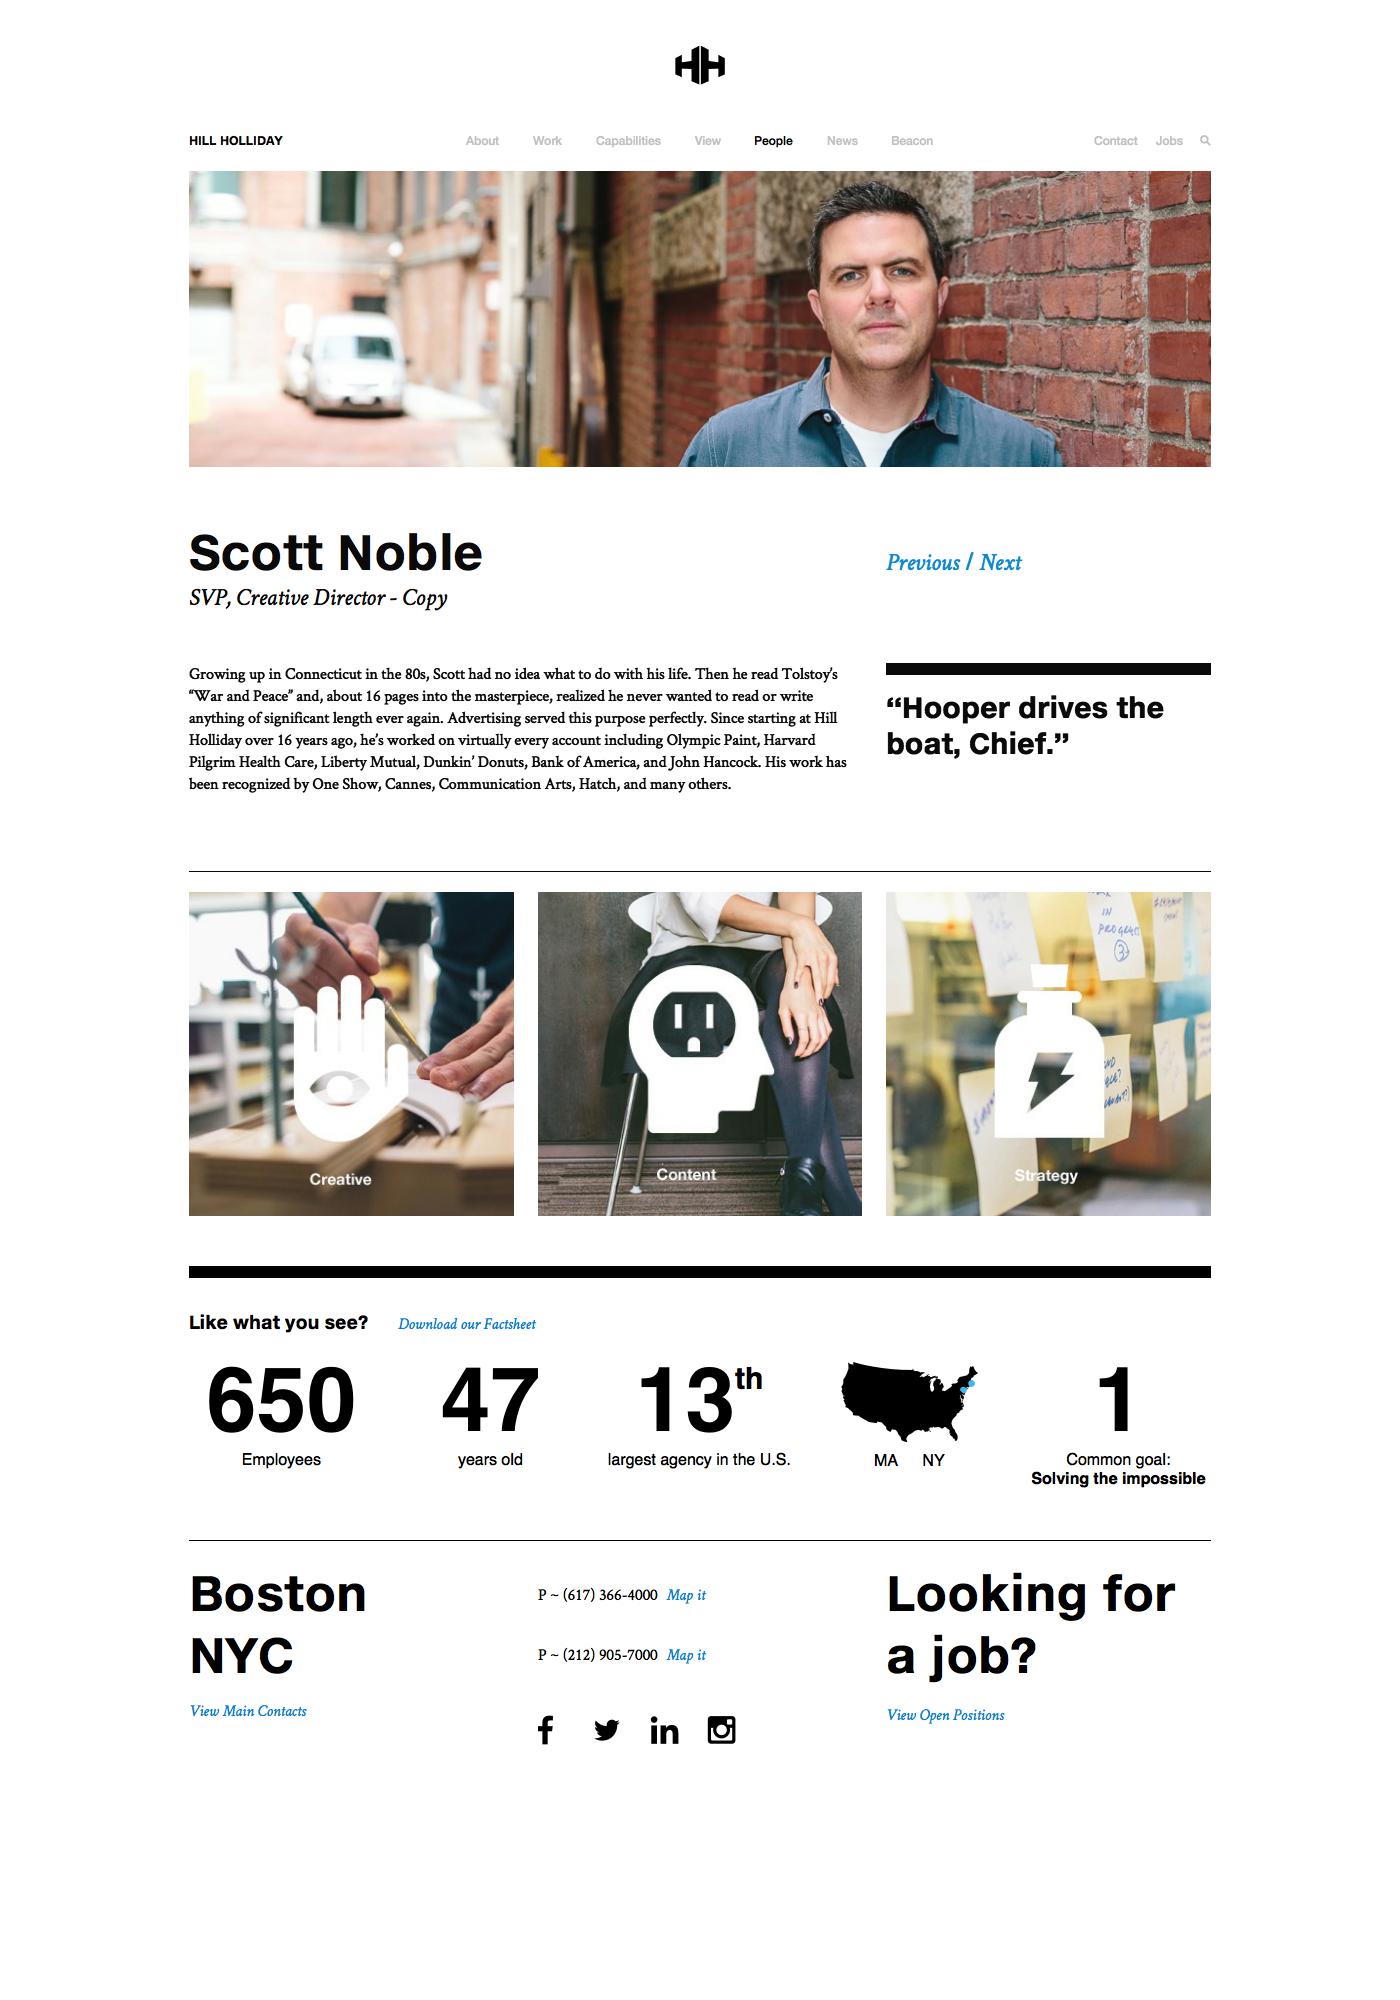 HILL HOLLIDAY
About Work Capabilities View People News Beacon
Contact Jobs
Scott Noble
SVP, Creative Director - Copy
Previous / Next
Growing up in Connecticut in the 80s, Scott had no idea what to do with his life. Then he read Tolstoy’s
“War and Peace” and, about 16 pages into the masterpiece, realized he never wanted to read or write
anything of significant length ever again. Advertising served this purpose perfectly. Since starting at Hill
Holliday over 16 years ago, he’s worked on virtually every account including Olympic Paint, Harvard
Pilgrim Health Care, Liberty Mutual, Dunkin’ Donuts, Bank of America, and John Hancock. His work has
been recognized by One Show, Cannes, Communication Arts, Hatch, and many others.
“Hooper drives the
boat, Chief.”
IN
PROGRESS
3
Creative
Content
Strategy
Like what you see? Download our Factsheet
650
Employees
47
years old
13th
largest agency in the U.S.
MA NY
1
Common goal:
Solving the impossible
Boston
NYC
View Main Contacts
P ~ (617) 366-4000 Map it
P ~ (212) 905-7000 Map it
Looking for
a job?
View Open Positions